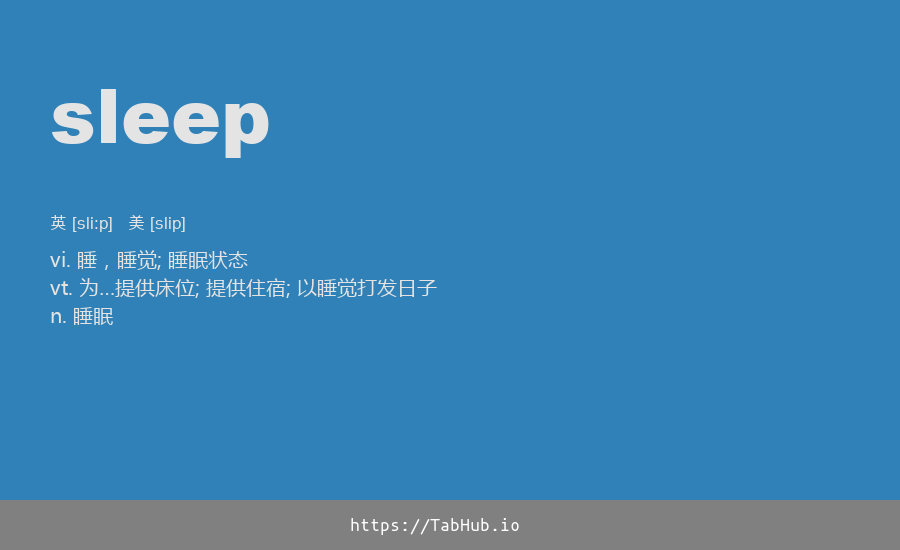 sleep
英 [sli:p] 美 [slip]
vi. 睡，睡觉; 睡眠状态
vt. 为...提供床位; 提供住宿; 以睡觉打发日子
n. 睡眠
https://TabHub.io